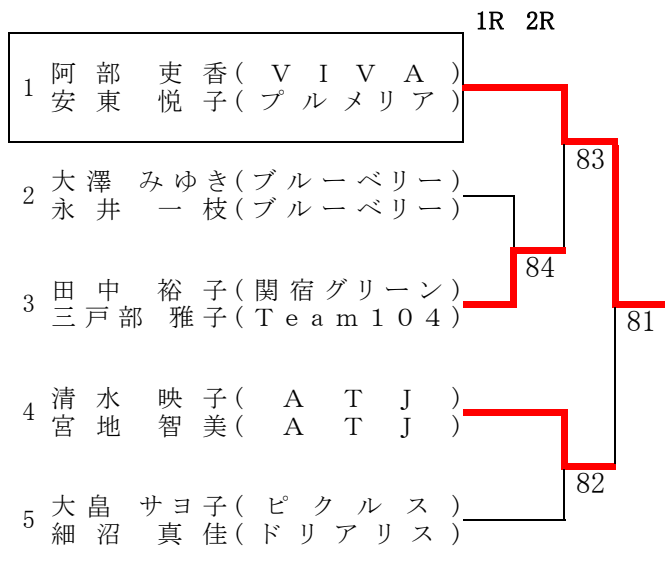 1R 2R
1 阿部 吏香(VIVA)
安東 悦子(プルメリア)
83
2 大澤 みゆき(ブルーベリー)
永井 一枝(ブルーベリー)
84
3 田中 裕子(関宿グリーン)
三戸部 雅子(Team104)
81
4 清水 映子(ATJ)
宮地 智美(ATJ)
82
5 大畠 サヨ子(ピクルス)
細沼 真佳(ドリアリス)